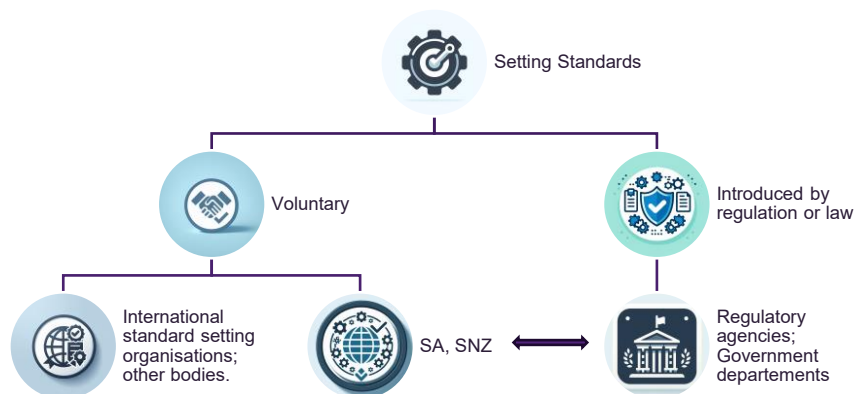 Setting Standards
Voluntary
Introduced by
regulation or law
International
standard setting
organisations;
other bodies.
SA, SNZ
Regulatory
agencies;
Government
departements